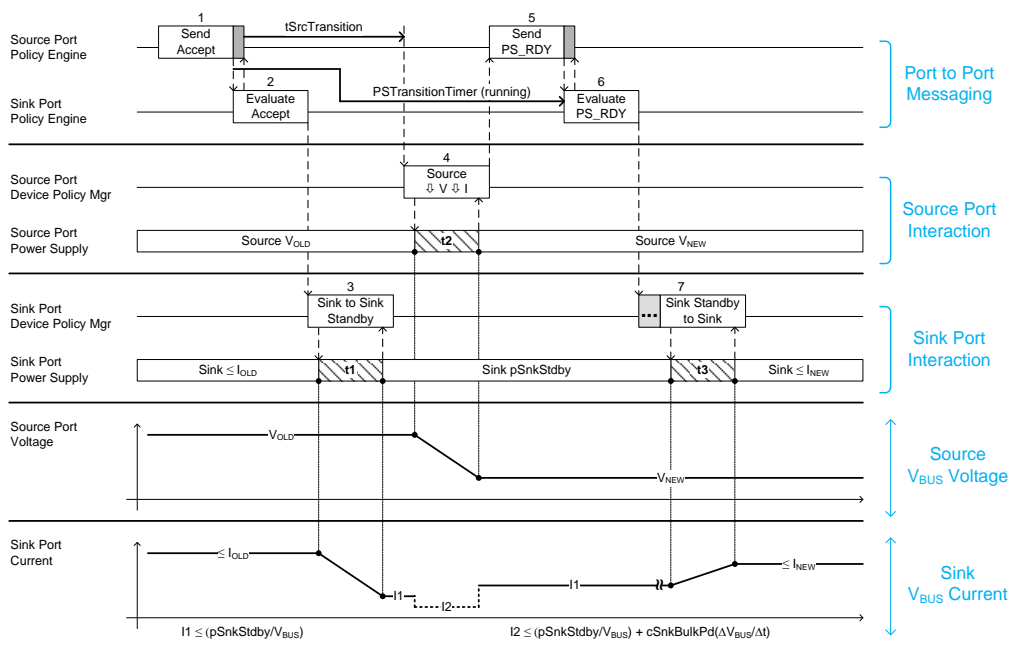 1
tSrcTransition
5
Source Port
Policy Engine
Send
Accept
Send
PS_RDY
Port to Port
Messaging
2
PSTransitionTimer (running)
6
Sink Port
Policy Engine
Evaluate
Accept
Evaluate
PS_RDY
4
Source Port
Device Policy Mgr
Source
⇩ V ⇩ I
Source Port
Interaction
Source Port
Power Supply
Source VOLD
t2
Source VNEW
3
7
Sink Port
Device Policy Mgr
Sink to Sink
Standby
...
Sink Standby
to Sink
Sink Port
Interaction
Sink Port
Power Supply
Sink ≤ IOLD
t1
Sink pSnkStdby
t3
Sink ≤ INEW
Source Port
Voltage
VOLD
VNEW
Source
VBUS Voltage
Sink Port
Current
≤ IOLD
I1
I2
I1
≤ INEW
Sink
VBUS Current
I1 ≤ (pSnkStdby/VBUS)
I2 ≤ (pSnkStdby/VBUS) + cSnkBulkPd(ΔVBUS/Δt)